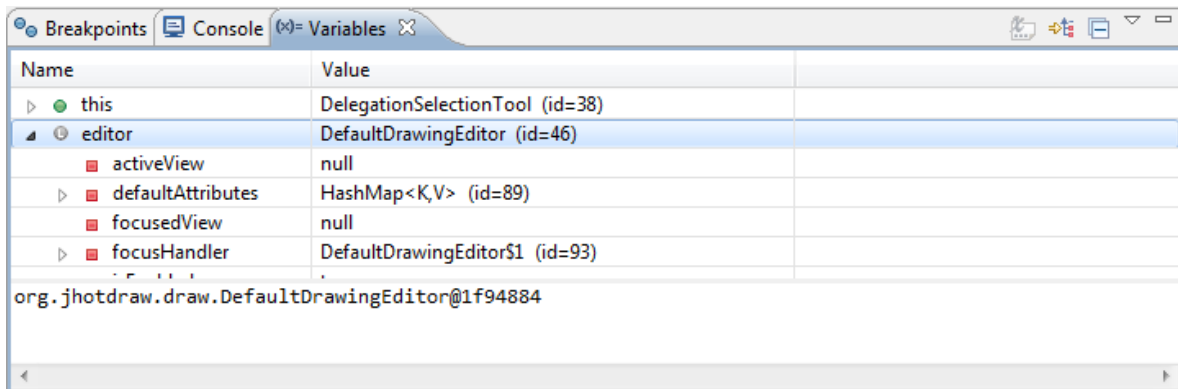 Breakpoints Console (x)= Variables
Name Value
this DelegationSelectionTool (id=38)
editor DefaultDrawingEditor (id=46)
activeView null
defaultAttributes HashMap<K,V> (id=89)
focusedView null
focusHandler DefaultDrawingEditor$1 (id=93)
org.jhotdraw.draw.DefaultDrawingEditor@1f94884